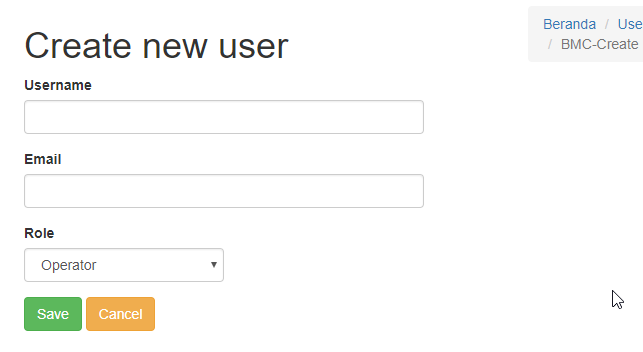 Beranda / Use
/ BMC-Create
Create new user
Username
Email
Role
Operator
Save Cancel